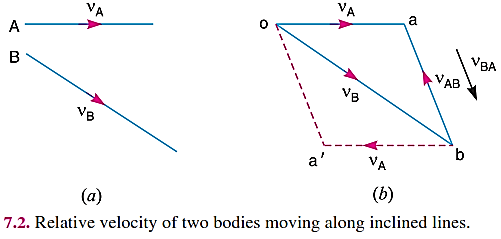 A vA
B
vB
(a)
o vA a
vB
vAB
vBA
a'
vA
b
(b)
7.2. Relative velocity of two bodies moving along inclined lines.